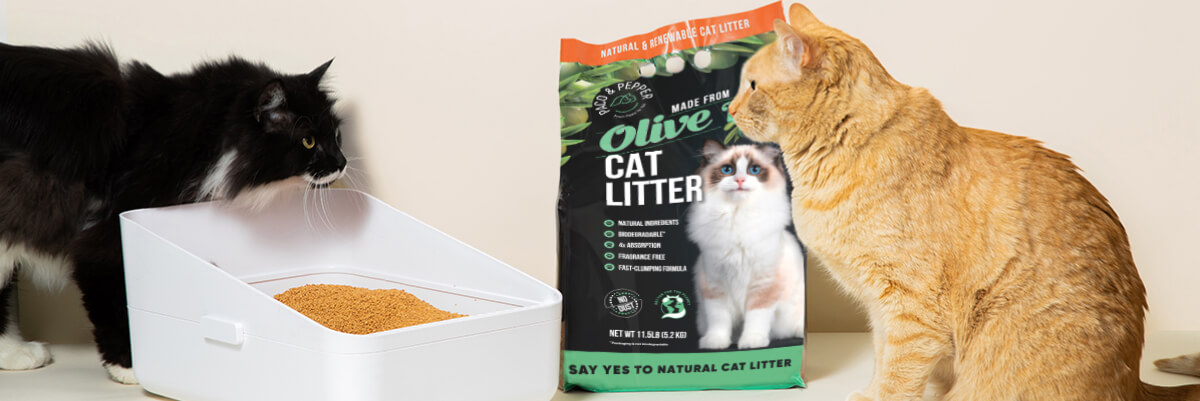 NATURAL & RENEWABLE CAT LITTER
PACO & PEPPER
MADE FROM
Olive
CAT
LITTER
NATURAL INGREDIENTS
BIODEGRADABLE*
4x ABSORPTION
FRAGRANCE FREE
FAST-CLUMPING FORMULA
NO
DUST
NET WT 11.5LB (5.2 KG)
SAY YES TO NATURAL CAT LITTER